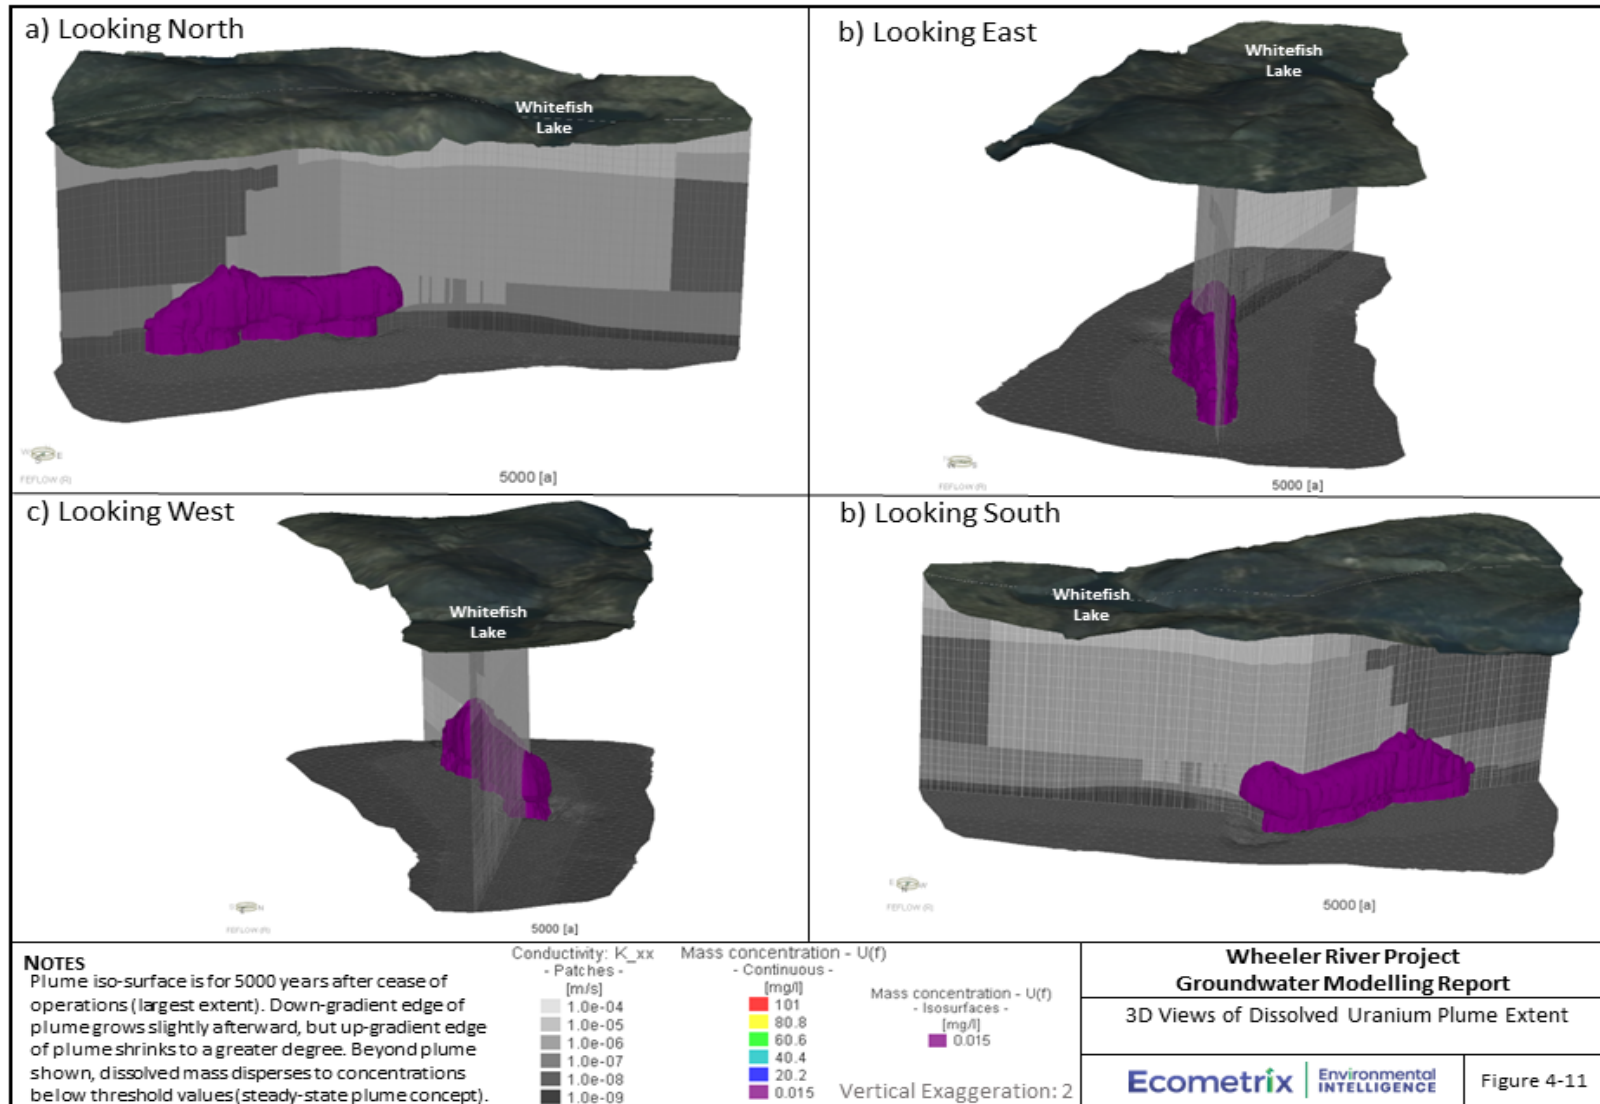 a) Looking North
Whitefish
Lake
FEFLOW (R)
5000 [a]
b) Looking East
Whitefish
Lake
FEFLOW (R)
5000 [a]
c) Looking West
Whitefish
Lake
FEFLOW (R)
5000 [a]
b) Looking South
Whitefish
Lake
FEFLOW (R)
5000 [a]
NOTES
Plume iso-surface is for 5000 years after cease of
operations (largest extent). Down-gradient edge of
plume grows slightly afterward, but up-gradient edge
of plume shrinks to a greater degree. Beyond plume
shown, dissolved mass disperses to concentrations
below threshold values (steady-state plume concept).
Conductivity: K_xx
- Patches -
[m/s]
1.0e-04
1.0e-05
1.0e-06
1.0e-07
1.0e-08
1.0e-09
Mass concentration - U(f)
- Continuous -
[mg/l]
101
80.8
60.6
40.4
20.2
0.015
Mass concentration - U(f)
- Isosurfaces -
[mg/l]
0.015
Vertical Exaggeration: 2
Wheeler River Project
Groundwater Modelling Report
3D Views of Dissolved Uranium Plume Extent
Ecometrix
Environmental
INTELLIGENCE
Figure 4-11